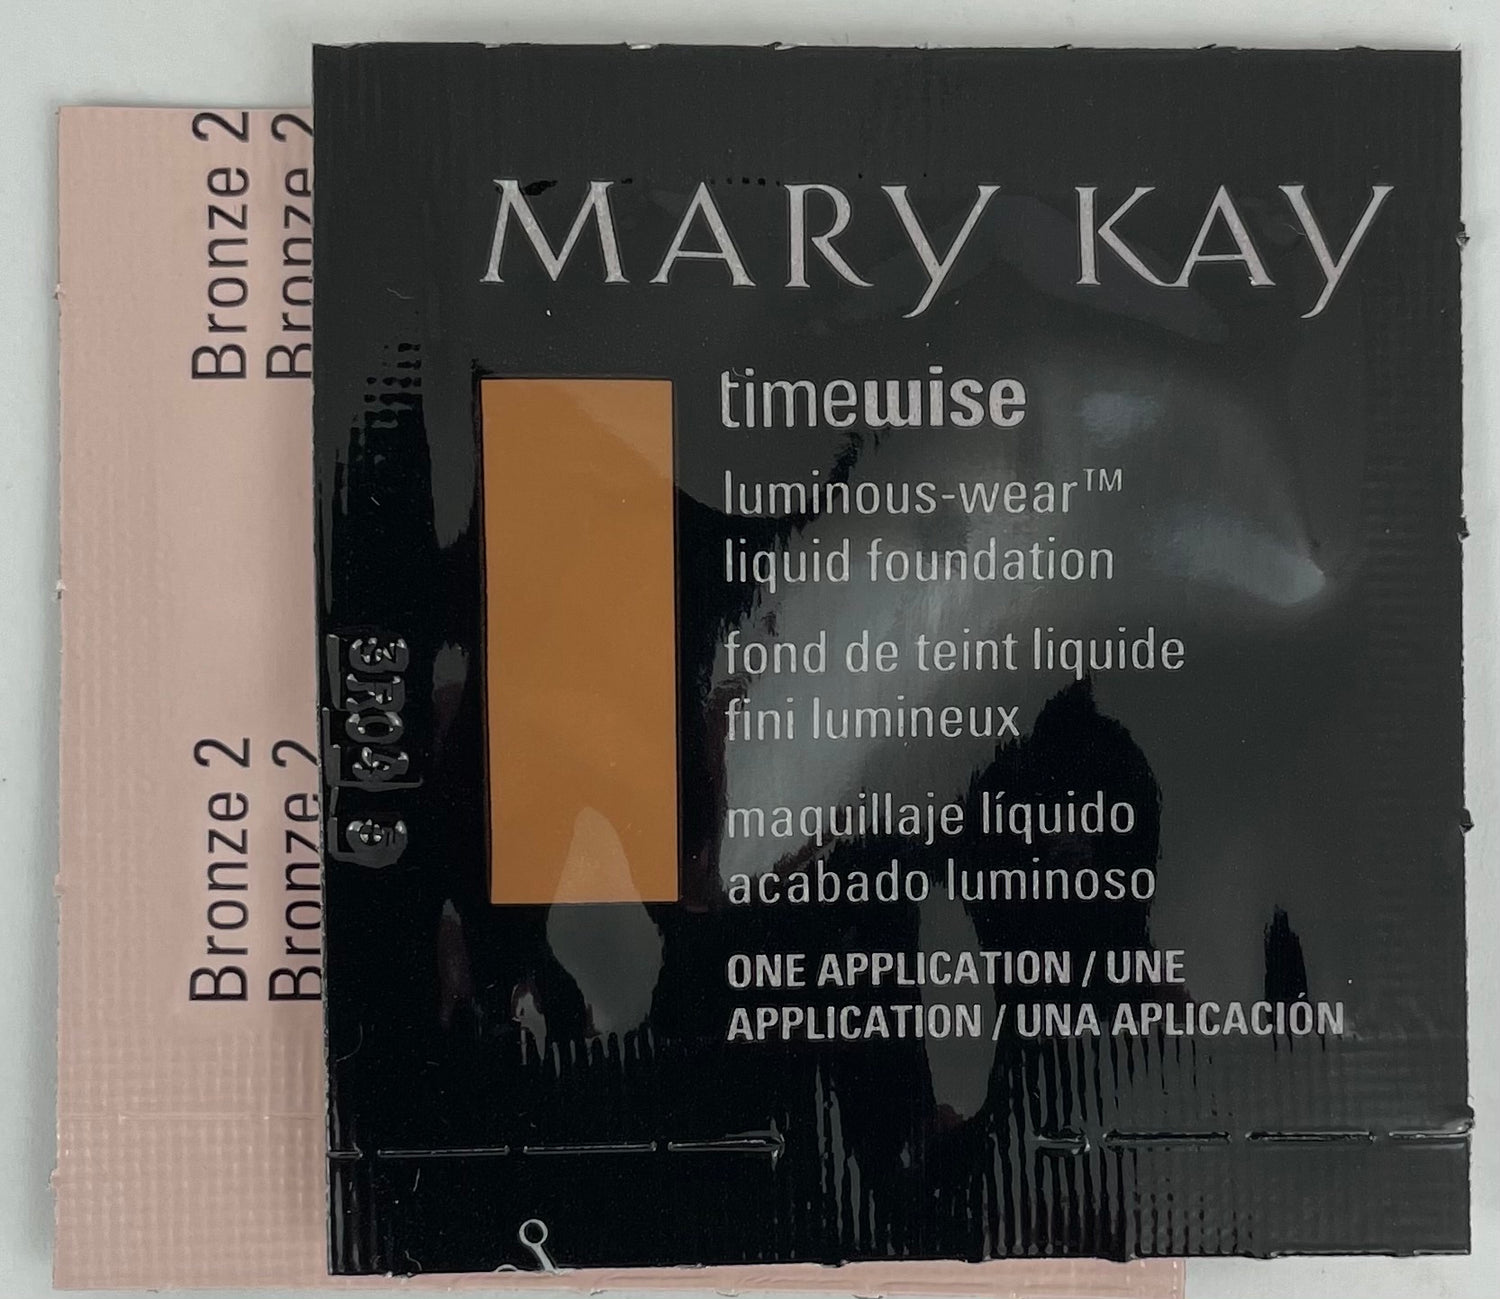 Bronze 2
Bronze 2
Bronze 2
Bronze 2
MARY KAY
timewise
luminous-wear™
liquid foundation
fond de teint liquide
fini lumineux
maquillaje líquido
acabado luminoso
ONE APPLICATION / UNE
APPLICATION / UNA APLICACIÓN